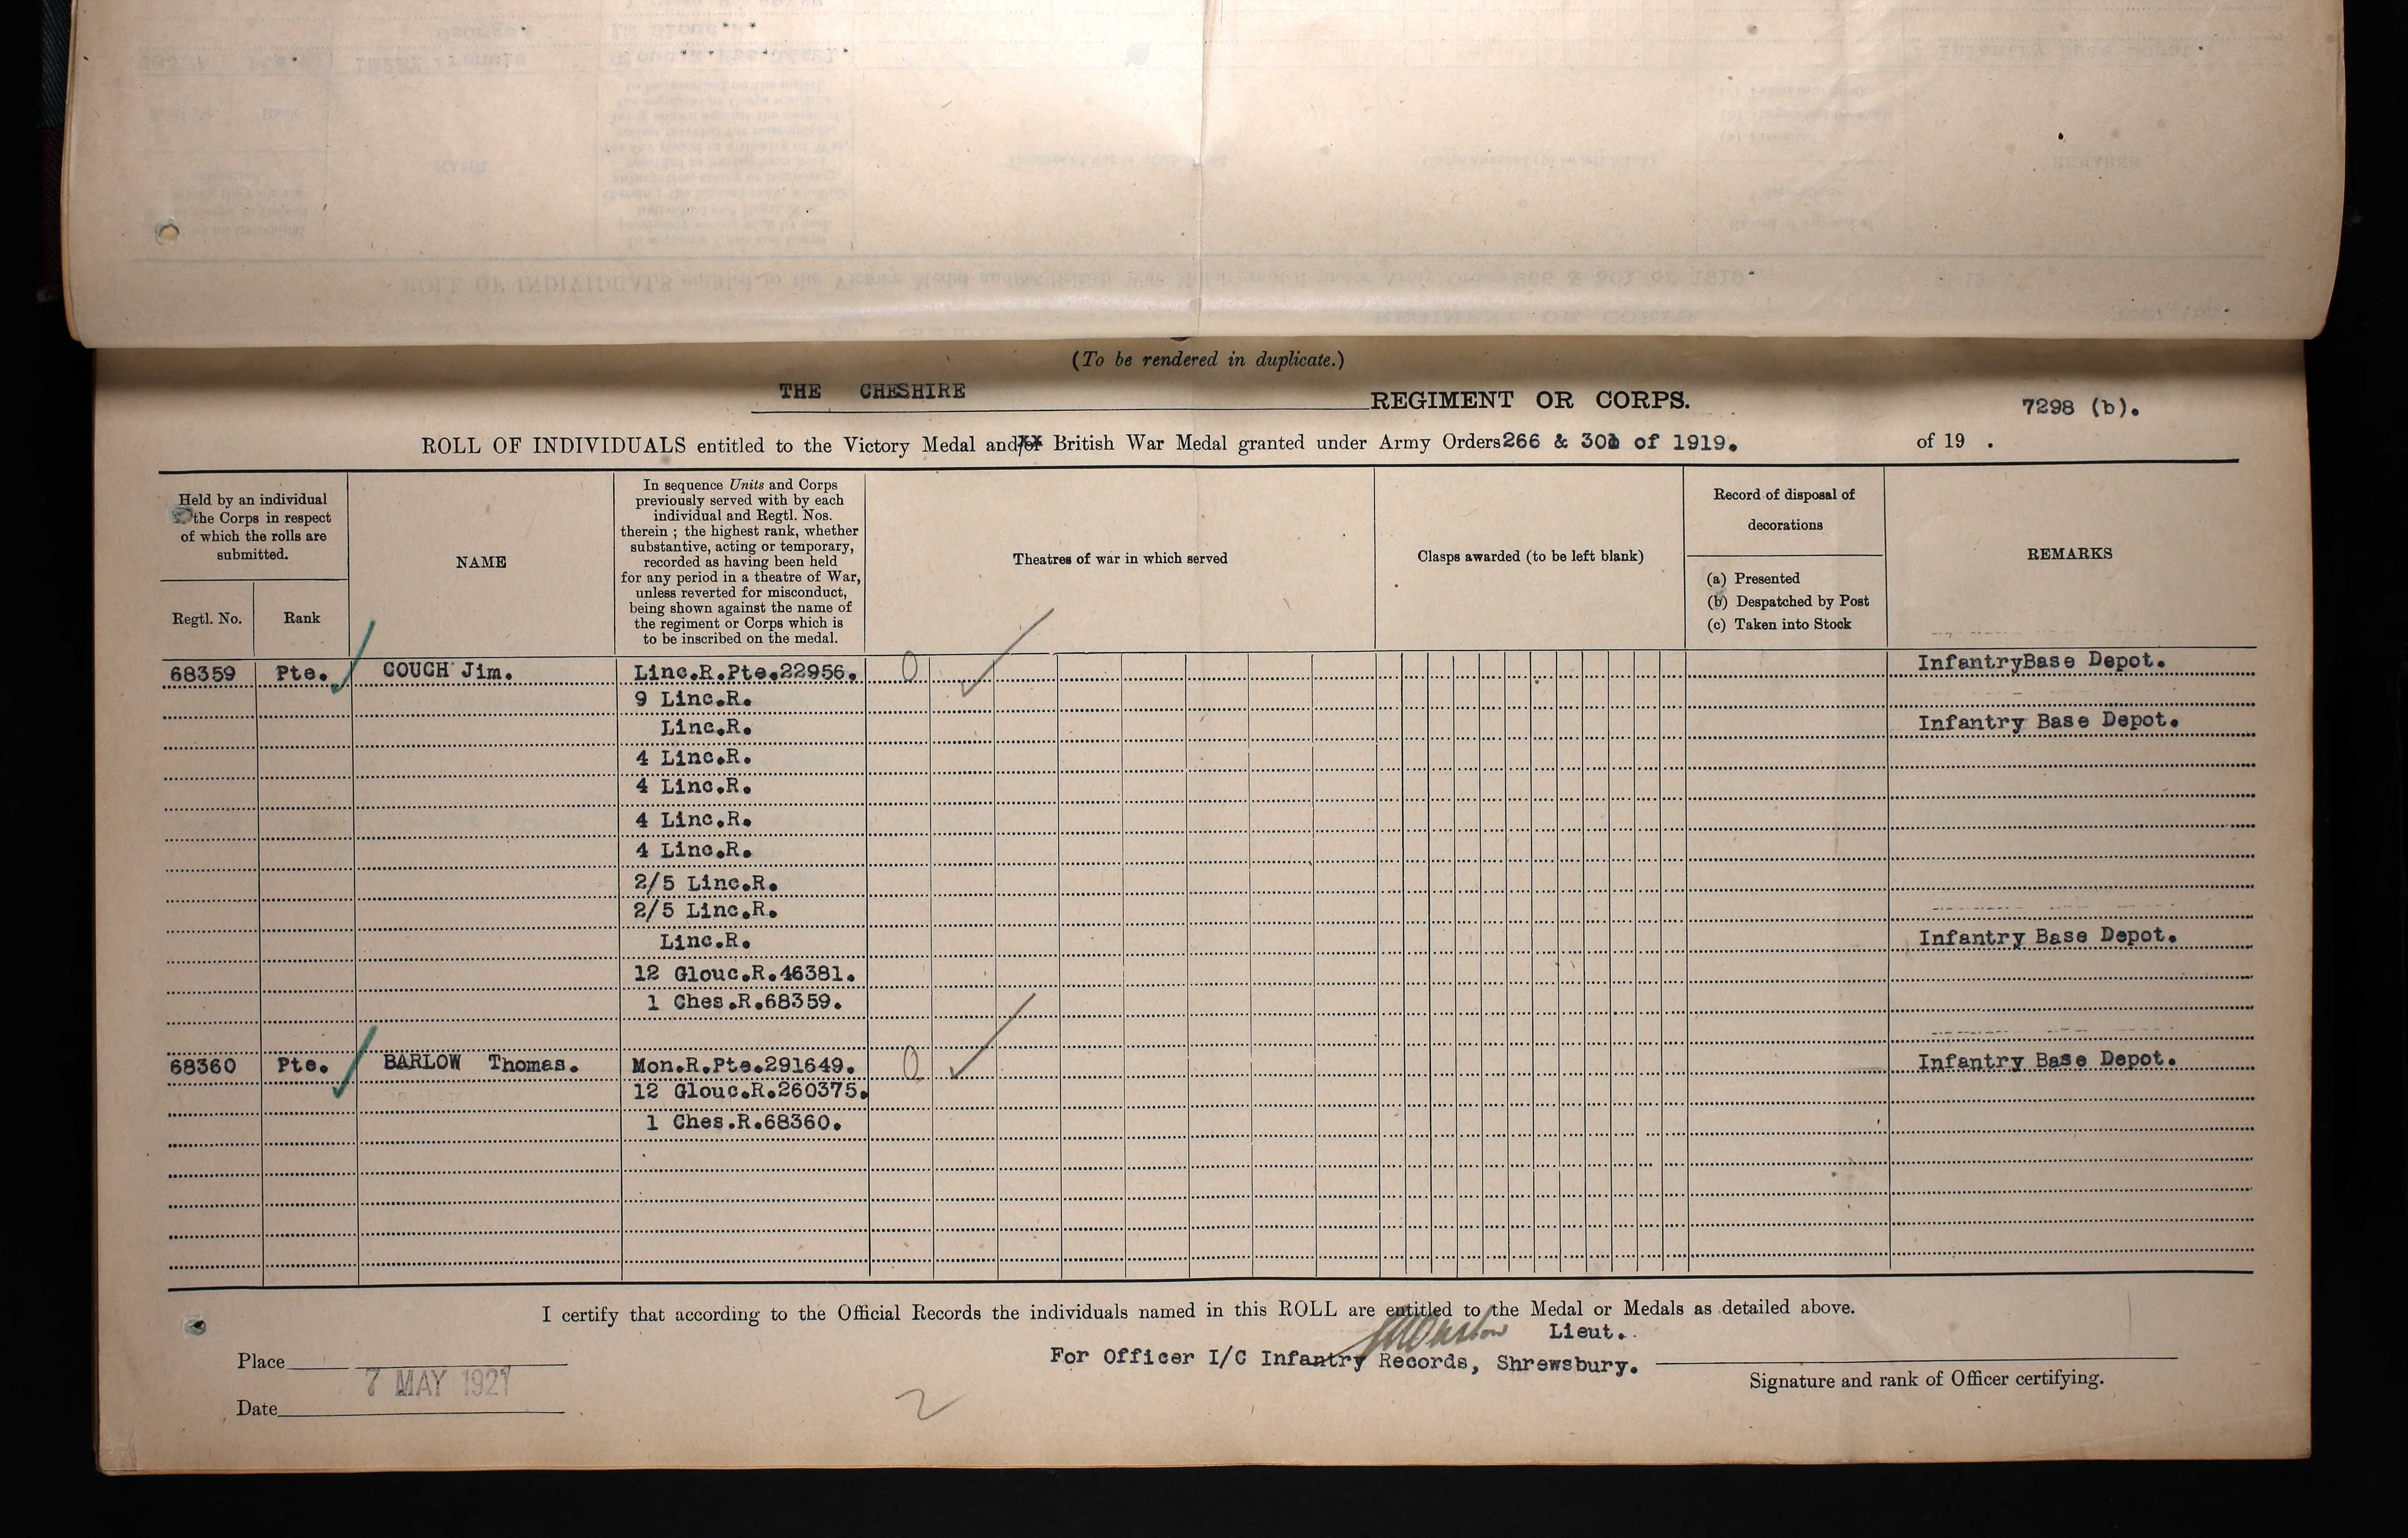 (To be rendered in duplicate.)
THE CHESHIRE REGIMENT OR CORPS.
7298 (b).
ROLL OF INDIVIDUALS entitled to the Victory Medal and/or British War Medal granted under Army Orders 266 & 301 of 1919. of 19 .
Held by an individual
the Corps in respect
of which the rolls are
submitted.
Regtl. No.
Rank
NAME
In sequence Units and Corps
previously served with by each
individual and Regtl. Nos.
therein ; the highest rank, whether
substantive, acting or temporary,
recorded as having been held
for any period in a theatre of War,
unless reverted for misconduct,
being shown against the name of
the regiment or Corps which is
to be inscribed on the medal.
Theatres of war in which served
Clasps awarded (to be left blank)
Record of disposal of
decorations
(a) Presented
(b) Despatched by Post
(c) Taken into Stock
REMARKS
68359 Pte. COUCH Jim. Linc.R.Pte.22956. InfantryBase Depot.
9 Linc.R.
Linc.R. Infantry Base Depot.
4 Linc.R.
4 Linc.R.
4 Linc.R.
4 Linc.R.
2/5 Linc.R.
2/5 Linc.R.
Linc.R. Infantry Base Depot.
12 Glouc.R.46381.
1 Ches.R.68359.
68360 Pte. BARLOW Thomas. Mon.R.Pte.291649. Infantry Base Depot.
12 Glouc.R.260375.
1 Ches.R.68360.
I certify that according to the Official Records the individuals named in this ROLL are entitled to the Medal or Medals as detailed above.
Lieut.
Place
For Officer I/C Infantry Records, Shrewsbury.
7 MAY 1921
Signature and rank of Officer certifying.
Date
2